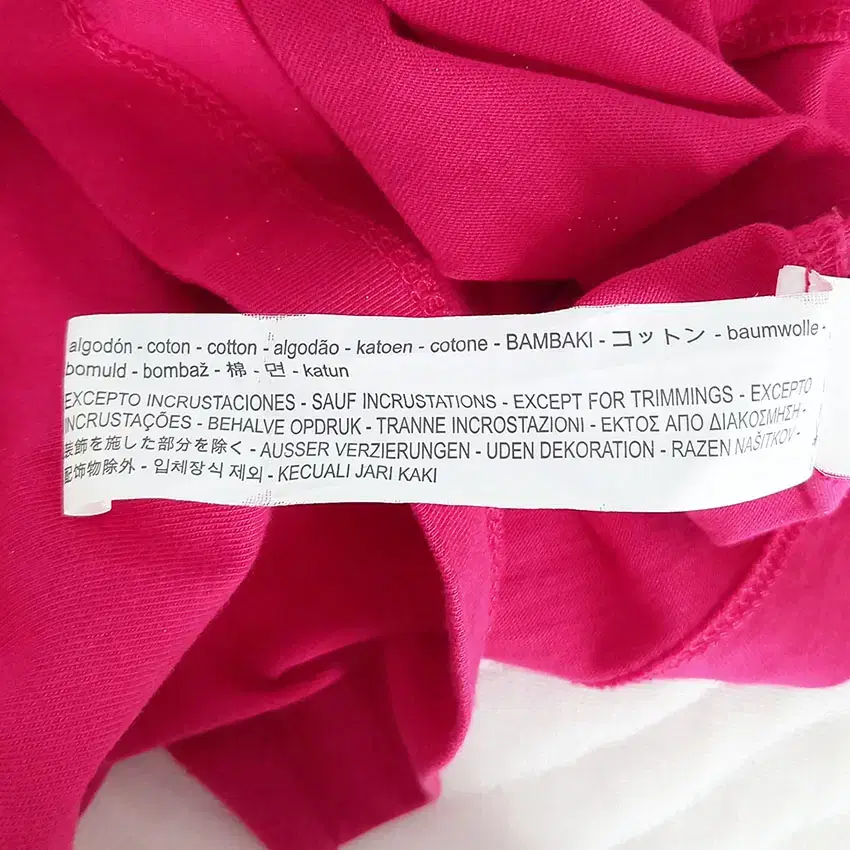 algodón - coton - cotton - algodão - katoen - cotone - BAMBAKI - コットン - baumwolle -
bomuld - bombaž - 棉 - 면 - katun
EXCEPTO INCRUSTACIONES - SAUF INCRUSTATIONS - EXCEPT FOR TRIMMINGS - EXCEPTO
INCRUSTAÇÕES - BEHALVE OPDRUK - TRANNE INCROSTAZIONI - ΕΚΤΟΣ ΑΠΟ ΔΙΑΚΟΣΜΗΣΗ -
装飾を施した部分を除く - AUSSER VERZIERUNGEN - UDEN DEKORATION - RAZEN NAŠITKOV -
配饰物除外 - 입체장식 제외 - KECUALI JARI KAKI